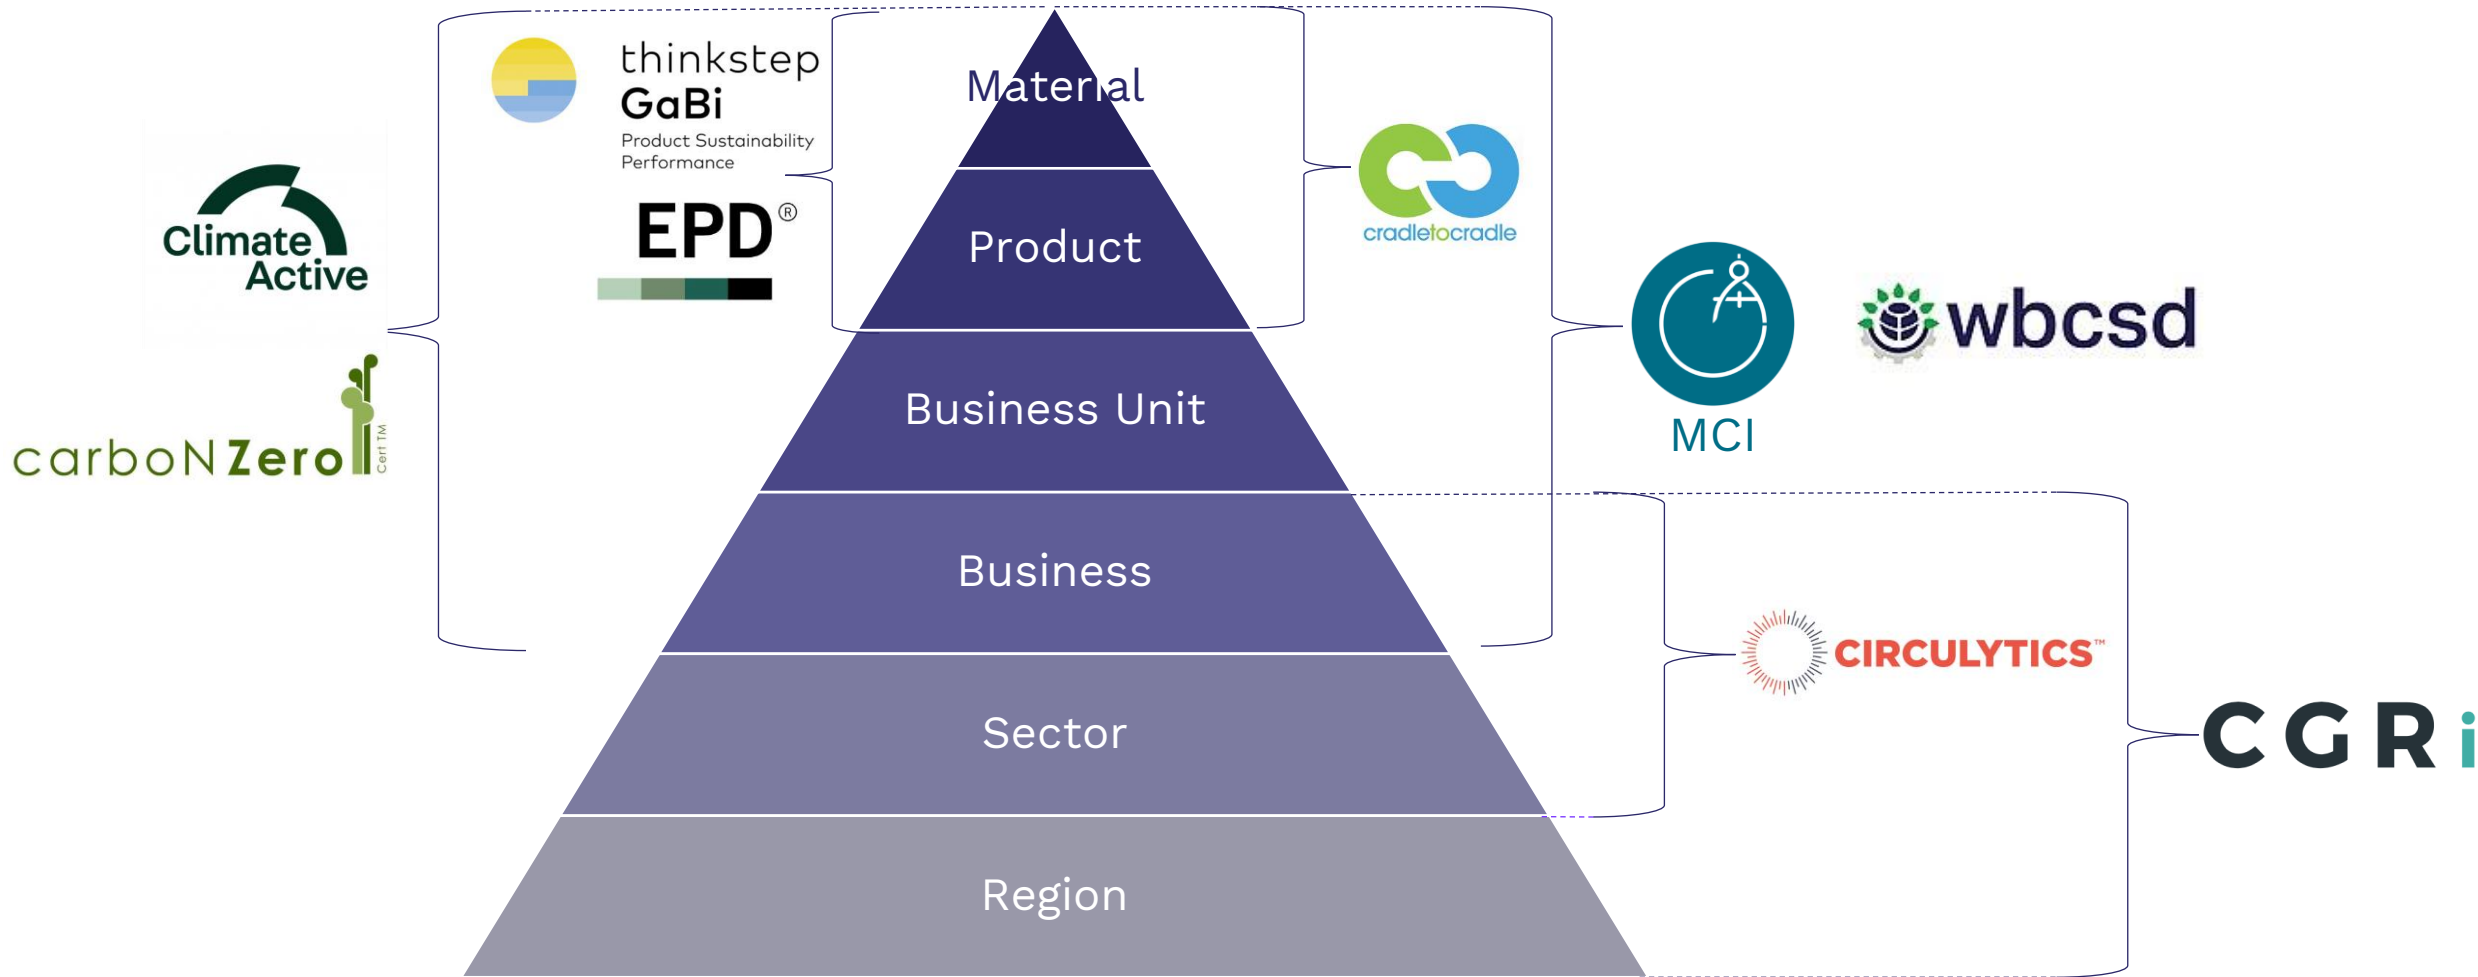 thinkstep
GaBi
Product Sustainability
Performance
EPD®
Climate
Active
carboNZero
Cert TM
Material
Product
Business Unit
Business
Sector
Region
cradletocradle
MCI
wbcsd
CIRCULYTICS™
CGRi